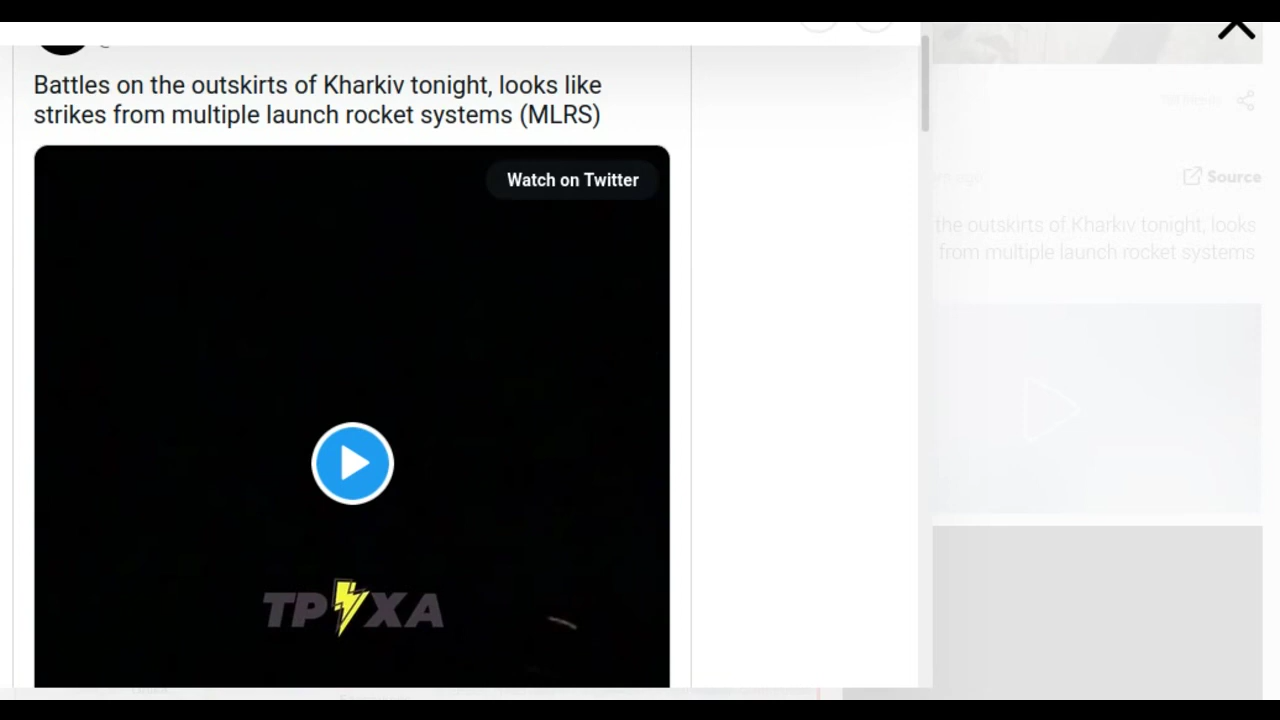 Battles on the outskirts of Kharkiv tonight, looks like
strikes from multiple launch rocket systems (MLRS)
Watch on Twitter
ТРХА
Source
the outskirts of Kharkiv tonight, looks
from multiple launch rocket systems